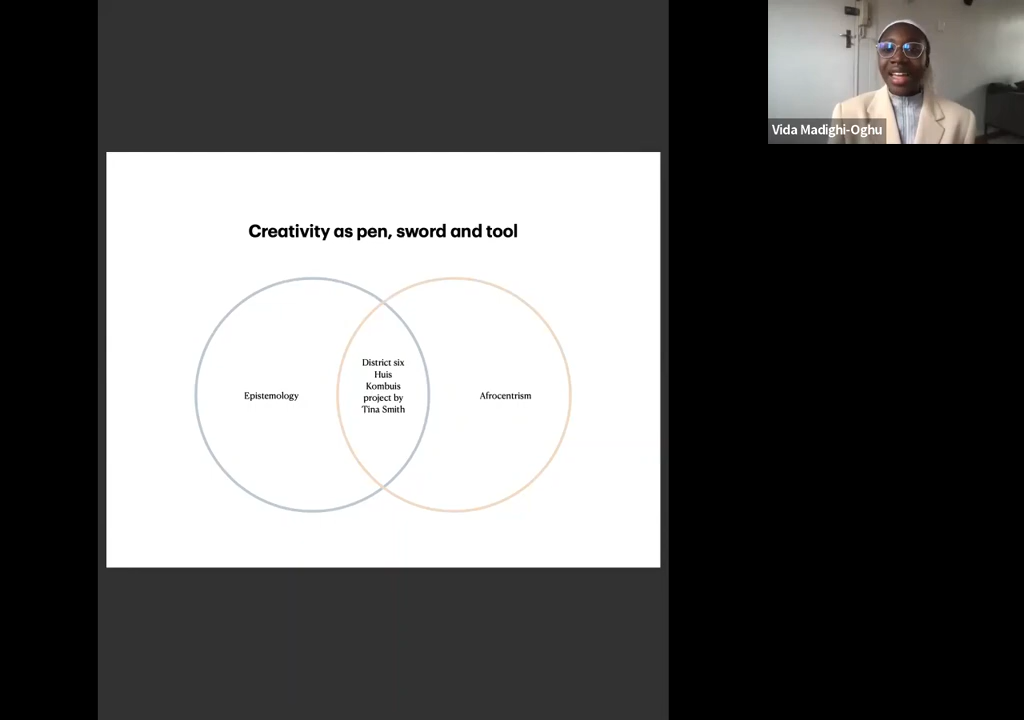 Vida Madighi-Oghu
Creativity as pen, sword and tool
Epistemology
District six
Huis
Kombuis
project by
Tina Smith
Afrocentrism